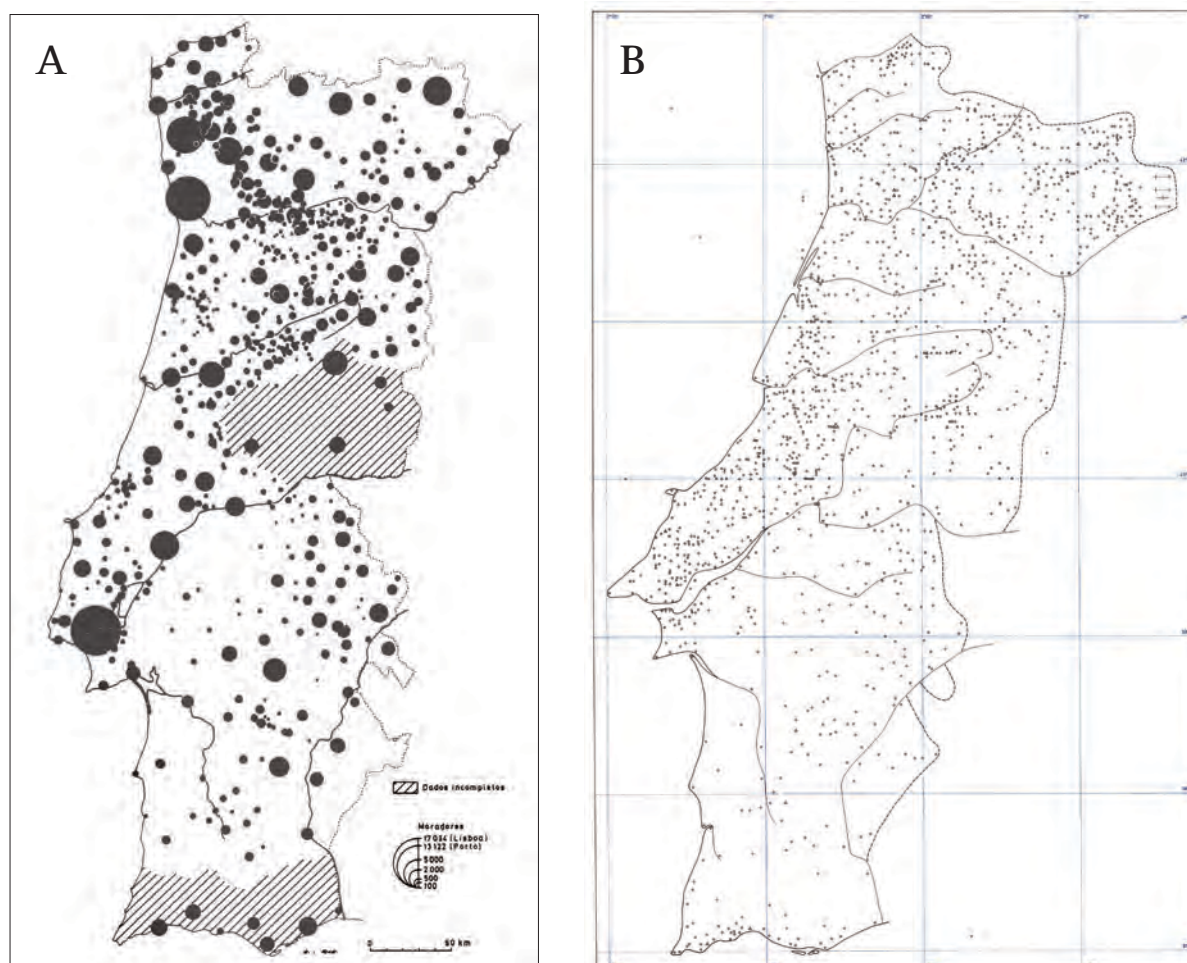 A
B
Dados incompletos
Moradores
17034 (Lisboa)
13122 (Porto)
5000
2000
500
100
0 50 km